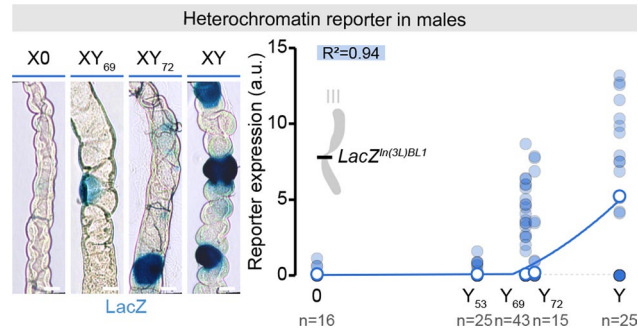 Heterochromatin reporter in males
X0 XY69 XY72 XY
LacZ
Reporter expression (a.u.)
15
10
5
0
R²=0.94
III
LacZIn(3L)BL1
0 Y53 Y69 Y72 Y
n=16 n=25 n=43 n=15 n=25